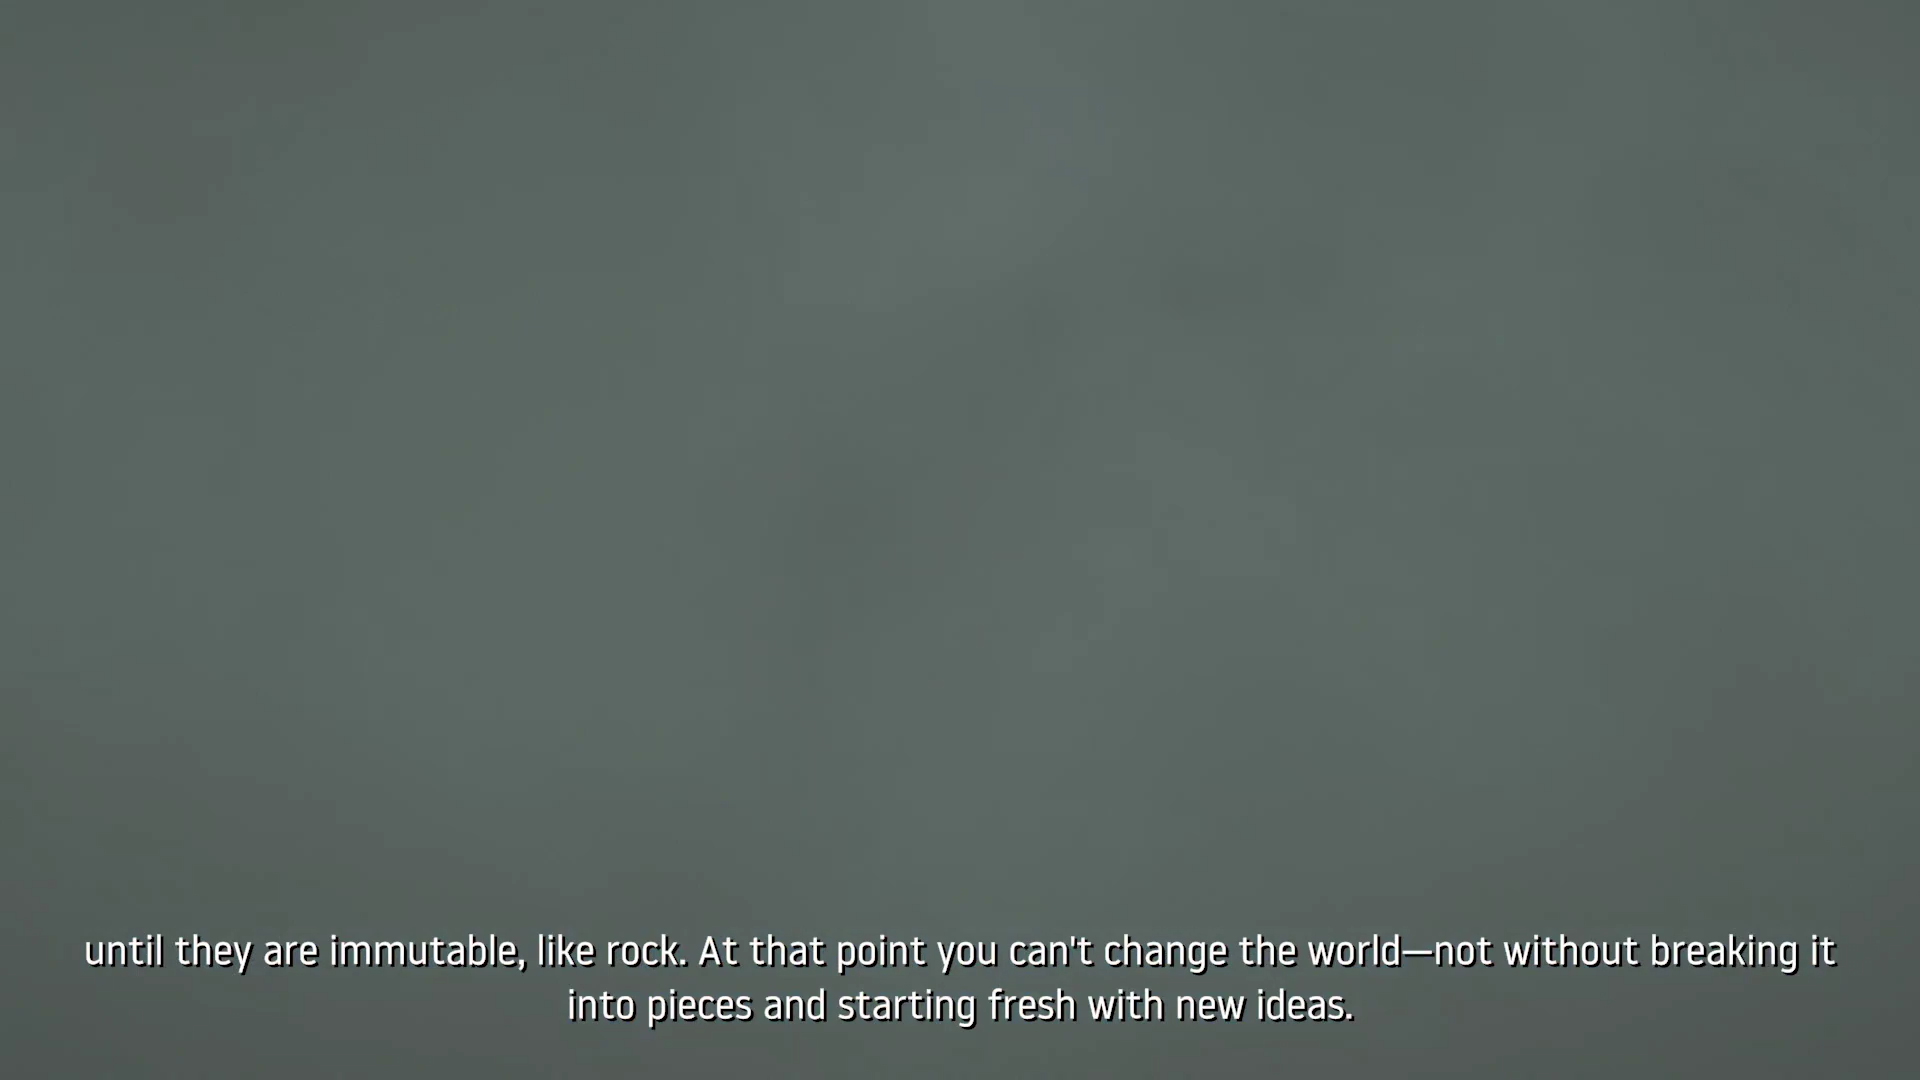 until they are immutable, like rock. At that point you can't change the world—not without breaking it
into pieces and starting fresh with new ideas.